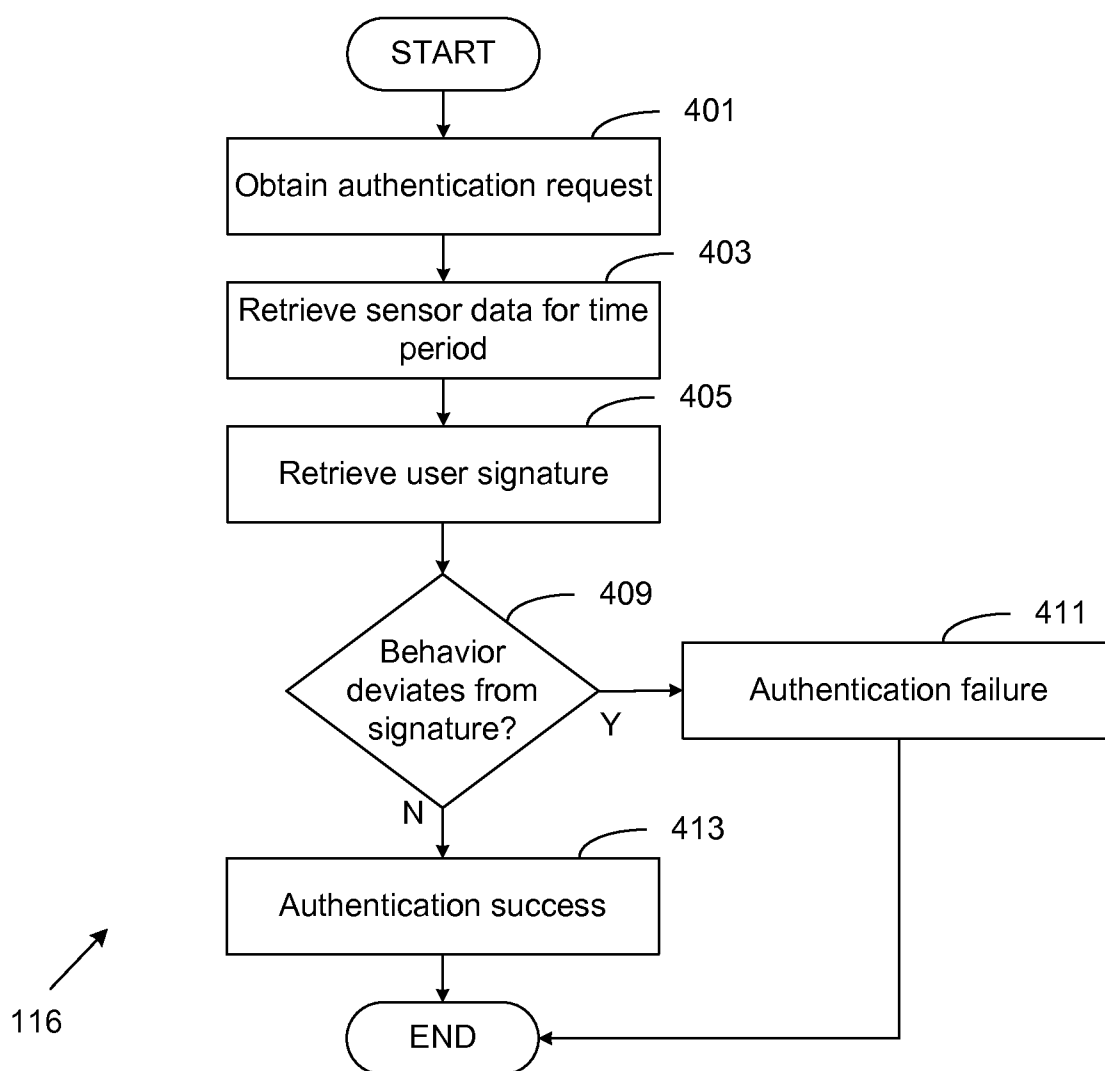 START
401
Obtain authentication request
403
Retrieve sensor data for time
period
405
Retrieve user signature
409
Behavior
deviates from
signature?
Y
N
411
Authentication failure
413
Authentication success
END
116